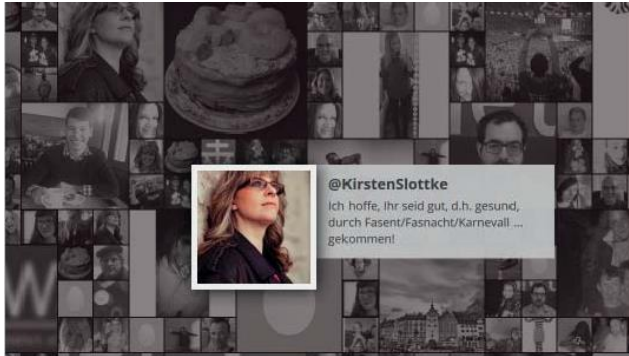 @KirstenSlottke
Ich hoffe, Ihr seid gut, d.h. gesund,
durch Fasent/Fasnacht/Karnevall ...
gekommen!
W